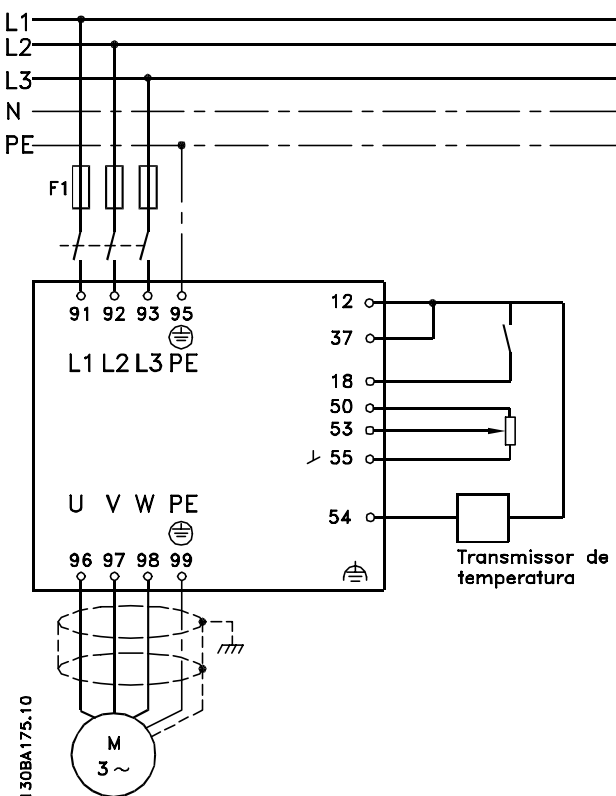 L1
L2
L3
N
PE
F1
91 92 93 95
L1 L2 L3 PE
12
37
18
50
53
55
54
U V W PE
96 97 98 99
Transmissor de
temperatura
M
3 ~
130BA175.10